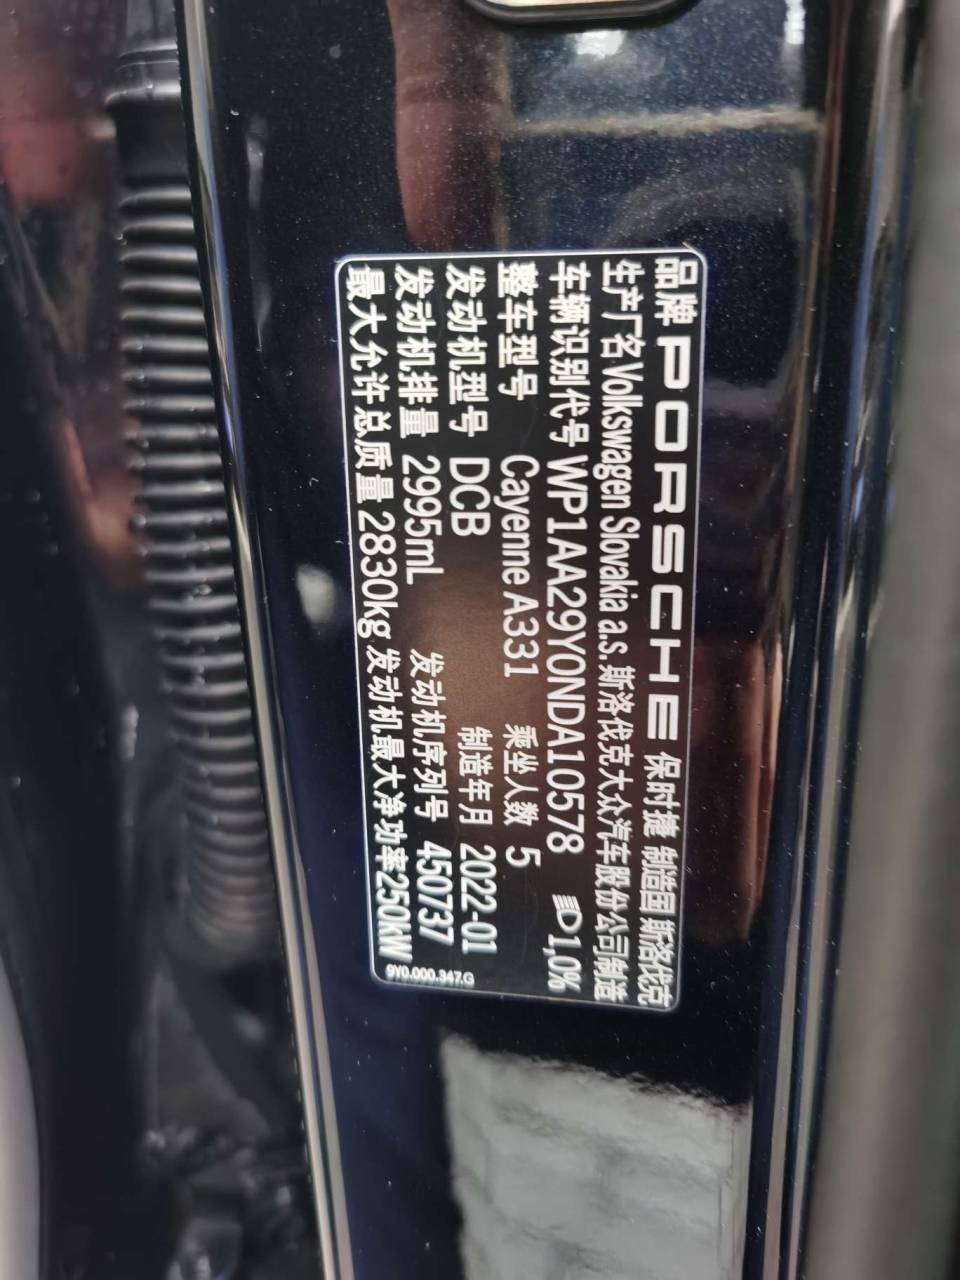 品牌 PORSCHE 保时捷 制造国 斯洛伐克
生产厂名 Volkswagen Slovakia a.s. 斯洛伐克大众汽车股份公司制造
车辆识别代号 WP1AA29Y0NDA10578 1,0%
整车型号 Cayenne A331 乘坐人数 5
发动机型号 DCB 制造年月 2022-01
发动机排量 2995mL 发动机序列号 450737
最大允许总质量 2830kg 发动机最大净功率250kW
9Y0.000.347.G